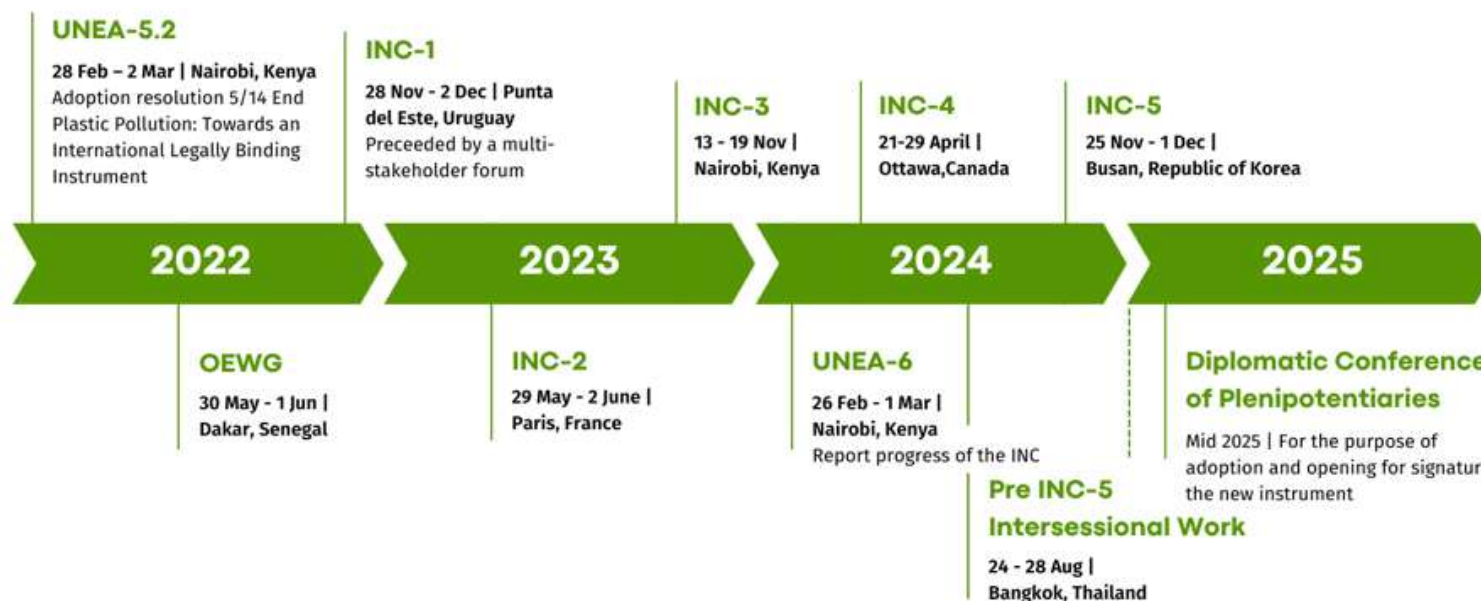 UNEA-5.2
28 Feb – 2 Mar | Nairobi, Kenya
Adoption resolution 5/14 End
Plastic Pollution: Towards an
International Legally Binding
Instrument
INC-1
28 Nov - 2 Dec | Punta
del Este, Uruguay
Preceeded by a multi-
stakeholder forum
INC-3
13 - 19 Nov |
Nairobi, Kenya
INC-4
21-29 April |
Ottawa,Canada
INC-5
25 Nov - 1 Dec |
Busan, Republic of Korea
2022
2023
2024
2025
OEWG
30 May - 1 Jun |
Dakar, Senegal
INC-2
29 May - 2 June |
Paris, France
UNEA-6
26 Feb - 1 Mar |
Nairobi, Kenya
Report progress of the INC
Pre INC-5
Intersessional Work
24 - 28 Aug |
Bangkok, Thailand
Diplomatic Conference
of Plenipotentiaries
Mid 2025 | For the purpose of
adoption and opening for signatur
the new instrument